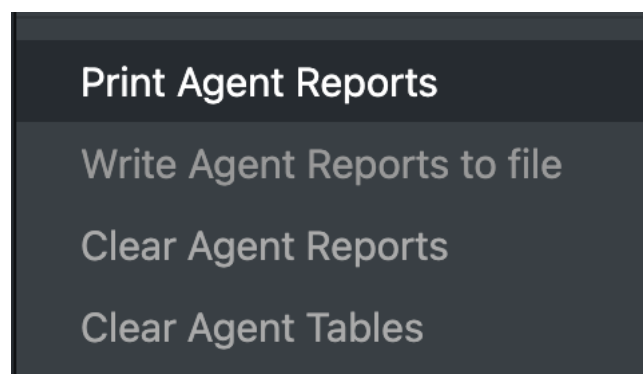 Print Agent Reports
Write Agent Reports to file
Clear Agent Reports
Clear Agent Tables